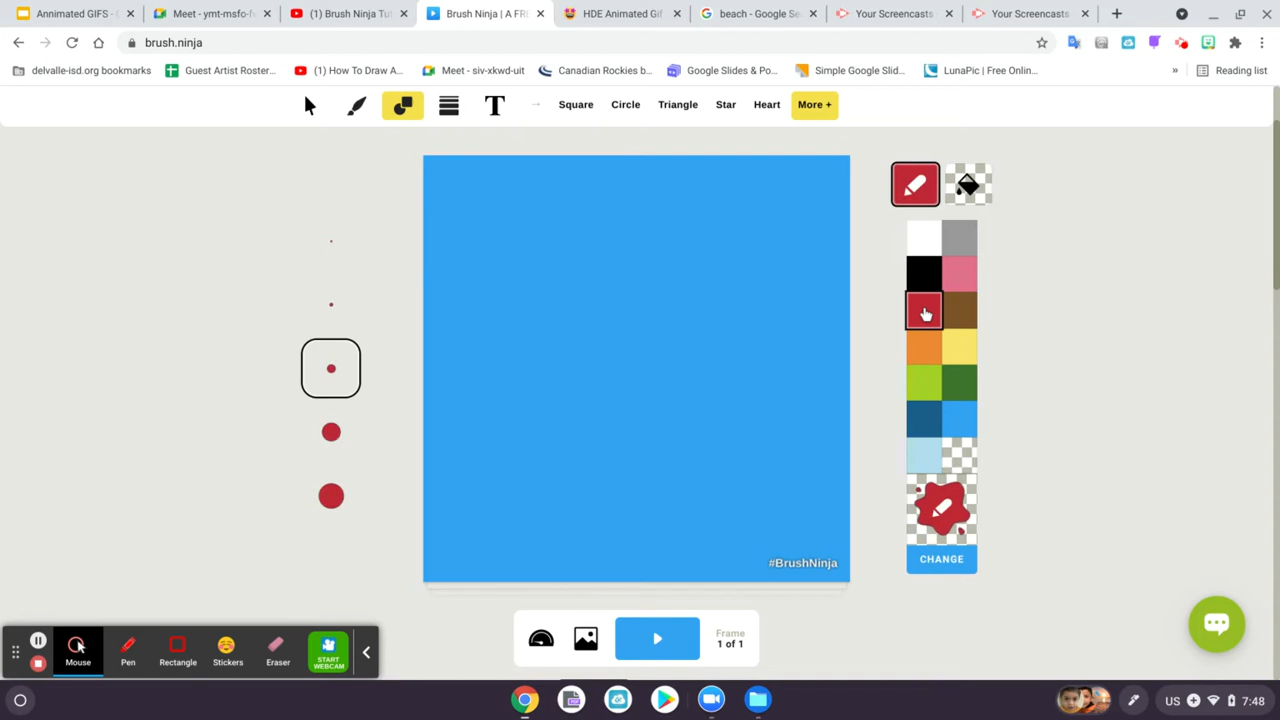 Annimated GIFS - (
Meet - ymt-msfo-f
(1) Brush Ninja Tu
Brush Ninja | A FR
HDE Animated Gif
beach - Google Se
Your Screencasts
Your Screencasts
brush.ninja
delvalle-isd.org bookmarks
Guest Artist Roster...
(1) How To Draw A...
Meet - siv-xkwd-uit
Canadian Rockies b...
Google Slides & Po...
Simple Google Slid...
LunaPic | Free Onlin...
»
Reading list
T
Square
Circle
Triangle
Star
Heart
More +
#BrushNinja
CHANGE
Frame
1 of 1
Mouse
Pen
Rectangle
Stickers
Eraser
START
WEBCAM
US
7:48